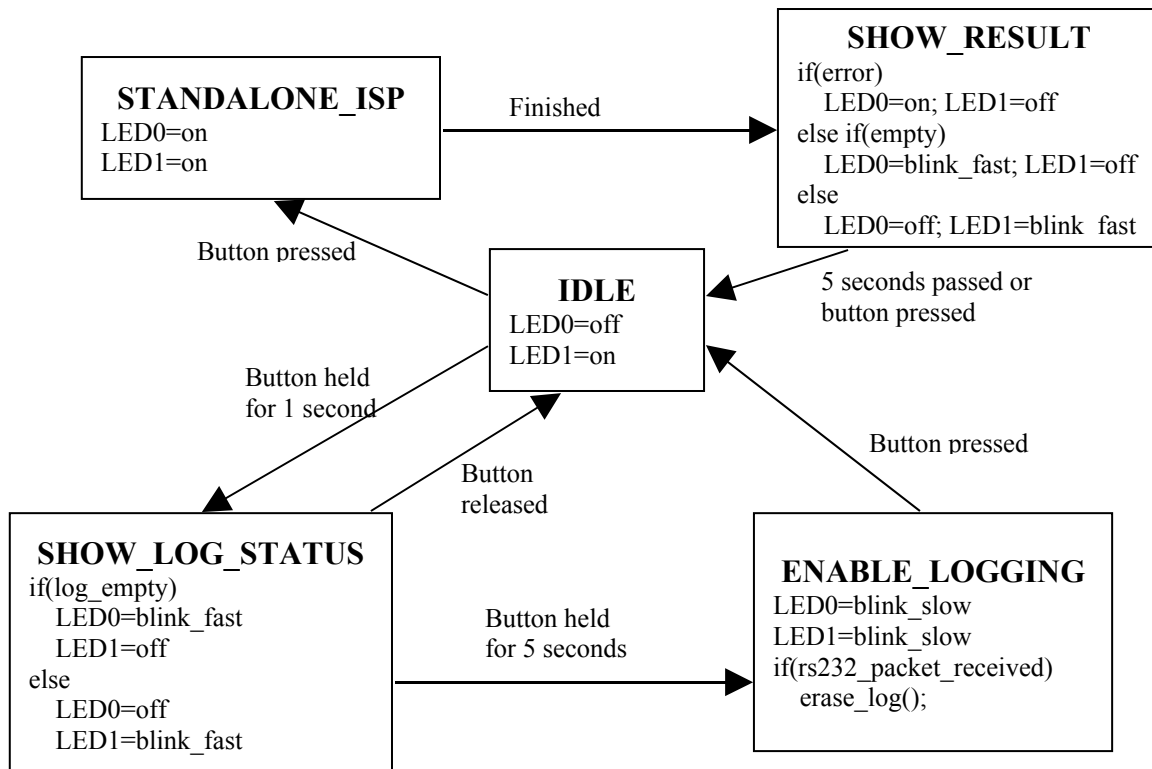 STANDALONE_ISP
LED0=on
LED1=on
Finished
SHOW_RESULT
if(error)
LED0=on; LED1=off
else if(empty)
LED0=blink_fast; LED1=off
else
LED0=off; LED1=blink_fast
Button pressed
IDLE
LED0=off
LED1=on
5 seconds passed or
button pressed
Button held
for 1 second
Button
released
Button pressed
SHOW_LOG_STATUS
if(log_empty)
LED0=blink_fast
LED1=off
else
LED0=off
LED1=blink_fast
Button held
for 5 seconds
ENABLE_LOGGING
LED0=blink_slow
LED1=blink_slow
if(rs232_packet_received)
erase_log();